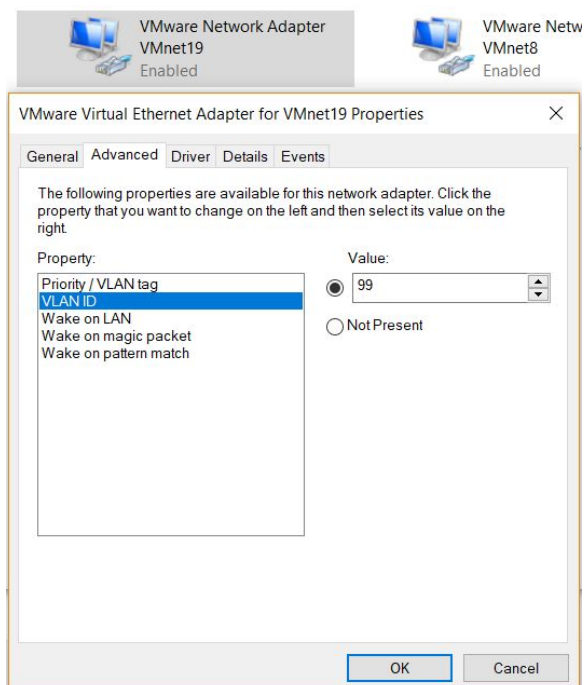 VMware Network Adapter
VMnet19
Enabled
VMware Netw
VMnet8
Enabled
VMware Virtual Ethernet Adapter for VMnet19 Properties
General Advanced Driver Details Events
The following properties are available for this network adapter. Click the
property that you want to change on the left and then select its value on the
right.
Property:
Value:
Priority / VLAN tag
VLAN ID
Wake on LAN
Wake on magic packet
Wake on pattern match
99
Not Present
OK Cancel